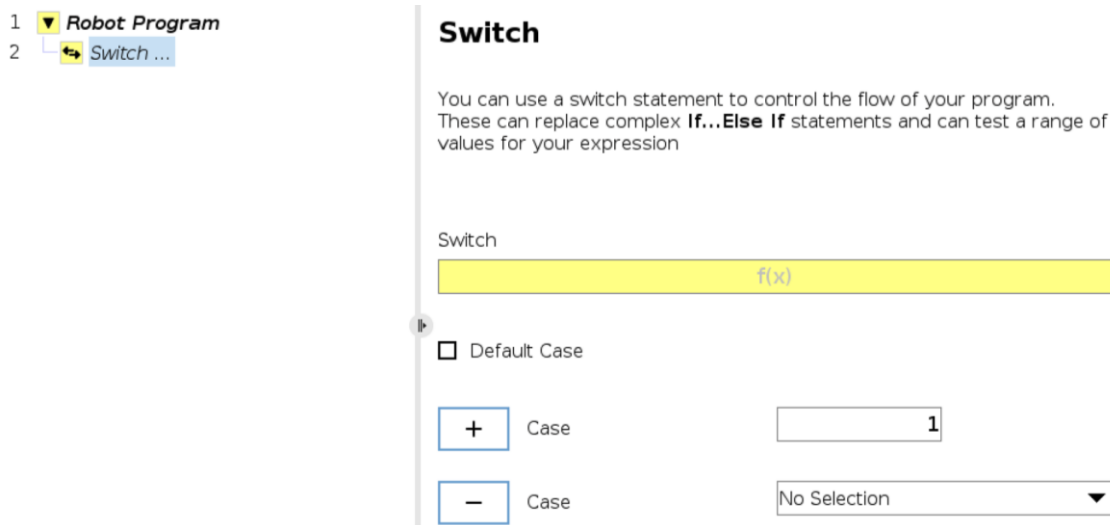 1 Robot Program
2 Switch ...
Switch
You can use a switch statement to control the flow of your program.
These can replace complex If...Else If statements and can test a range of
values for your expression
Switch
f(x)
Default Case
+ Case 1
− Case No Selection